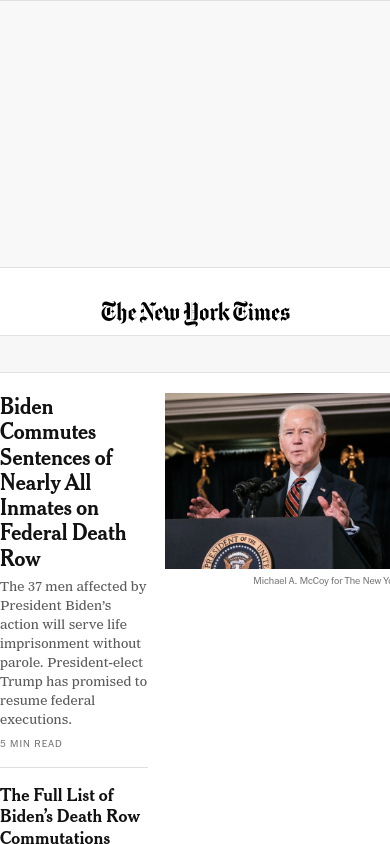 The New York Times
Biden
Commutes
Sentences of
Nearly All
Inmates on
Federal Death
Row
The 37 men affected by
President Biden's
action will serve life
imprisonment without
parole. President-elect
Trump has promised to
resume federal
executions.
5 MIN READ
Michael A. McCoy for The New Yo
The Full List of
Biden's Death Row
Commutations
PRESIDENT OF THE UNITED